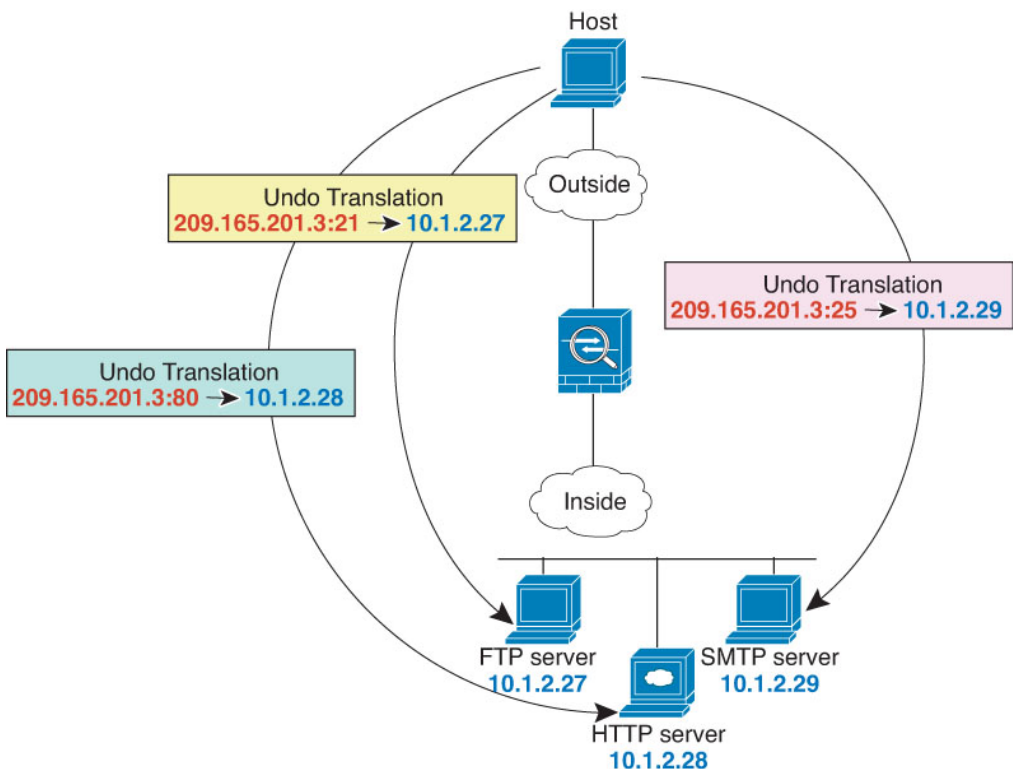 Host
Outside
Undo Translation
209.165.201.3:21 → 10.1.2.27
Undo Translation
209.165.201.3:25 → 10.1.2.29
Undo Translation
209.165.201.3:80 → 10.1.2.28
Inside
FTP server
10.1.2.27
SMTP server
10.1.2.29
HTTP server
10.1.2.28